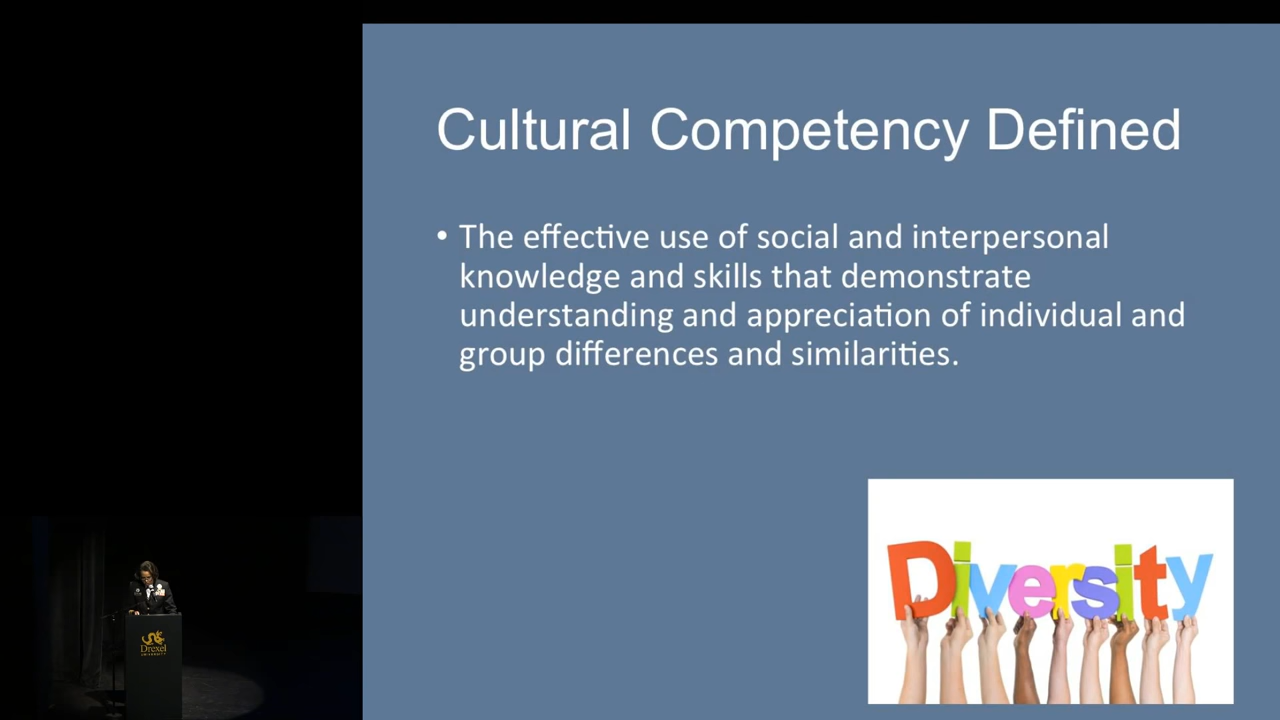 Cultural Competency Defined
• The effective use of social and interpersonal
knowledge and skills that demonstrate
understanding and appreciation of individual and
group differences and similarities.
Diversity
Drexel
UNIVERSITY